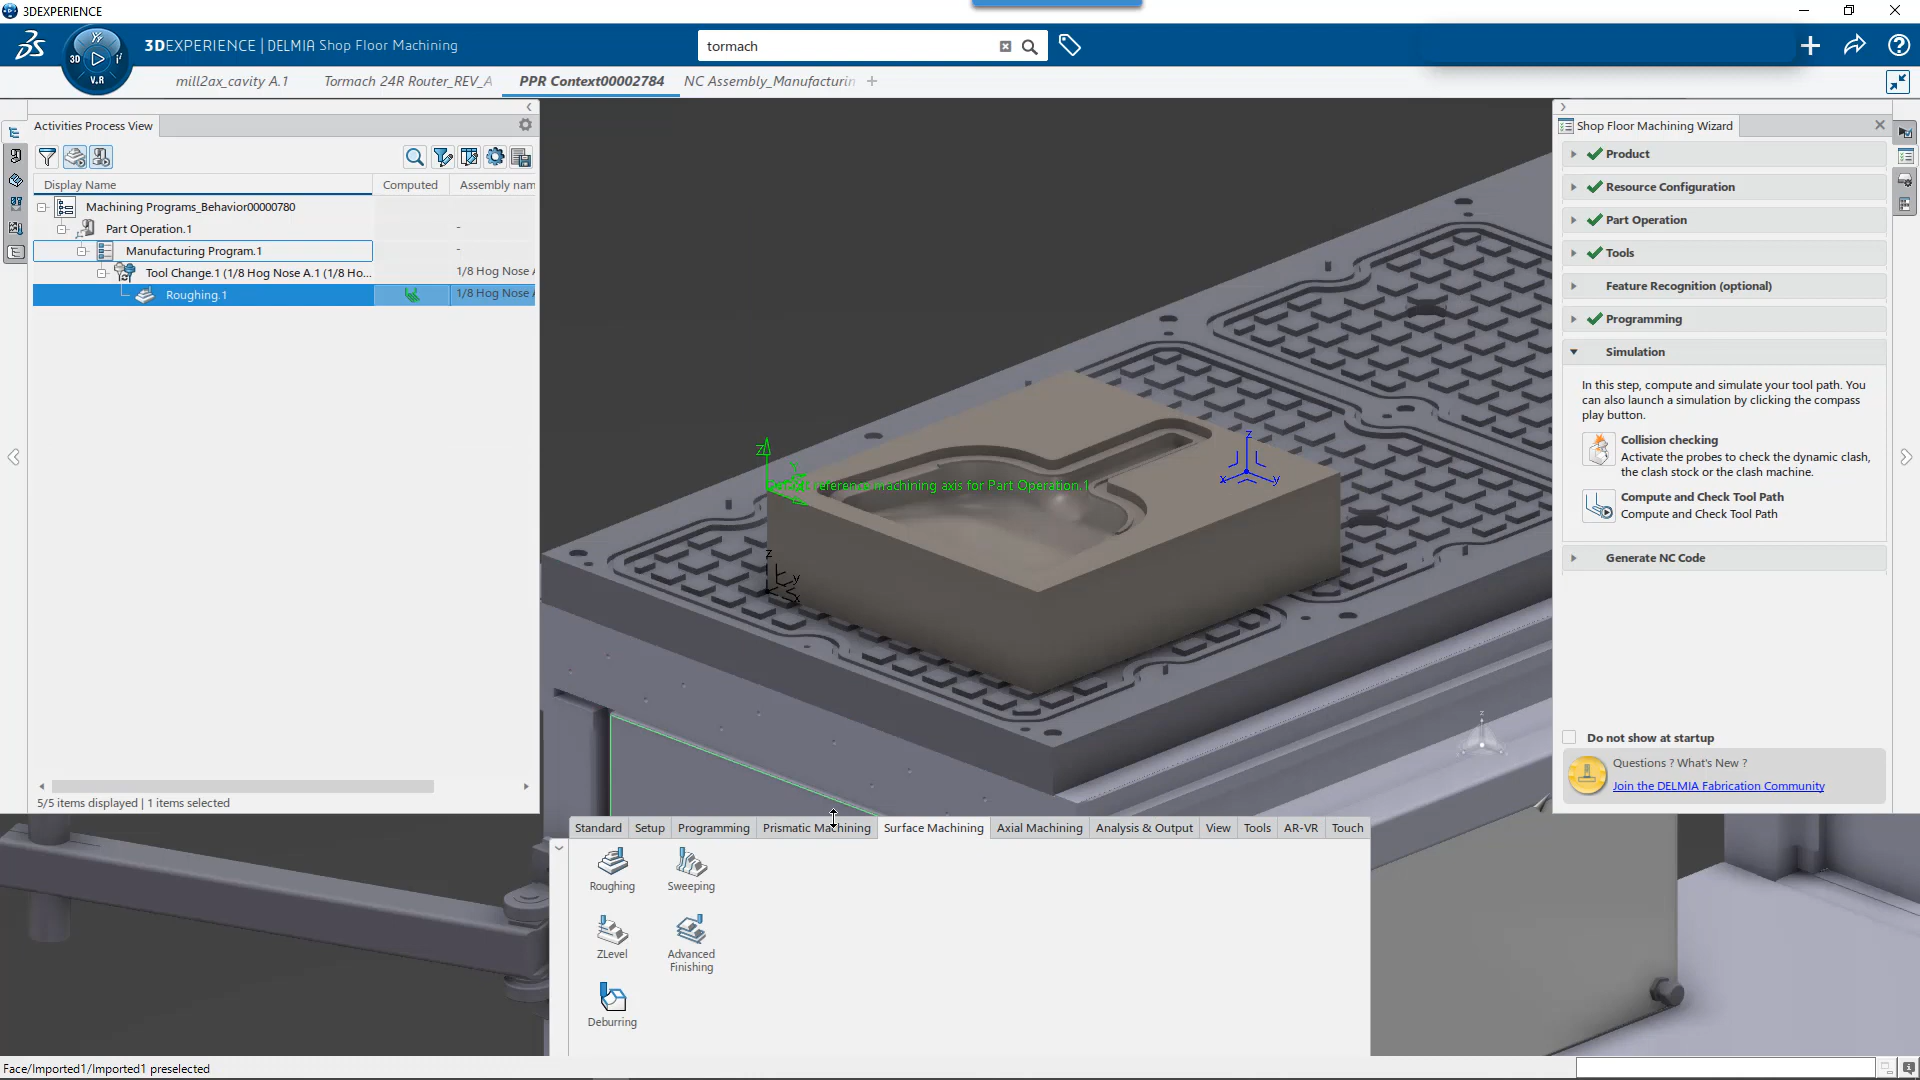 3DEXPERIENCE
3DEXPERIENCE | DELMIA Shop Floor Machining
tormach
3D
V.R
mill2ax_cavity A.1
Tormach 24R Router_REV_A
PPR Context00002784
NC Assembly_Manufacturin
Activities Process View
Display Name
Computed
Assembly nam
Machining Programs_Behavior00000780
Part Operation.1
-
Manufacturing Program.1
-
Tool Change.1 (1/8 Hog Nose A.1 (1/8 Ho...
1/8 Hog Nose A
Roughing.1
1/8 Hog Nose A
5/5 items displayed | 1 items selected
Z
reference machining axis for Part Operation.1
z
x
y
z
y
x
z
Shop Floor Machining Wizard
Product
Resource Configuration
Part Operation
Tools
Feature Recognition (optional)
Programming
Simulation
In this step, compute and simulate your tool path. You
can also launch a simulation by clicking the compass
play button.
Collision checking
Activate the probes to check the dynamic clash,
the clash stock or the clash machine.
Compute and Check Tool Path
Compute and Check Tool Path
Generate NC Code
Do not show at startup
Questions ? What's New ?
Join the DELMIA Fabrication Community
Standard
Setup
Programming
Prismatic Machining
Surface Machining
Axial Machining
Analysis & Output
View
Tools
AR-VR
Touch
Roughing
Sweeping
ZLevel
Advanced
Finishing
Deburring
Face/Imported1/Imported1 preselected